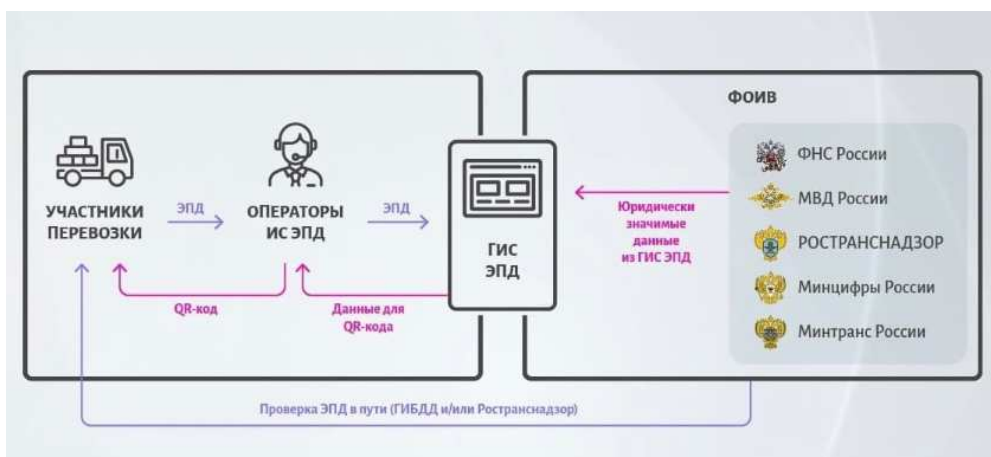 ФОИВ
УЧАСТНИКИ
ПЕРЕВОЗКИ
ЭПД
ОПЕРАТОРЫ
ИС ЭПД
ЭПД
ГИС
ЭПД
QR-код
Данные для
QR-кода
Юридически
значимые
данные
из ГИС ЭПД
ФНС России
МВД России
РОСТРАНСНАДЗОР
Минцифры России
Минтранс России
Проверка ЭПД в пути (ГИБДД и/или Ространснадзор)